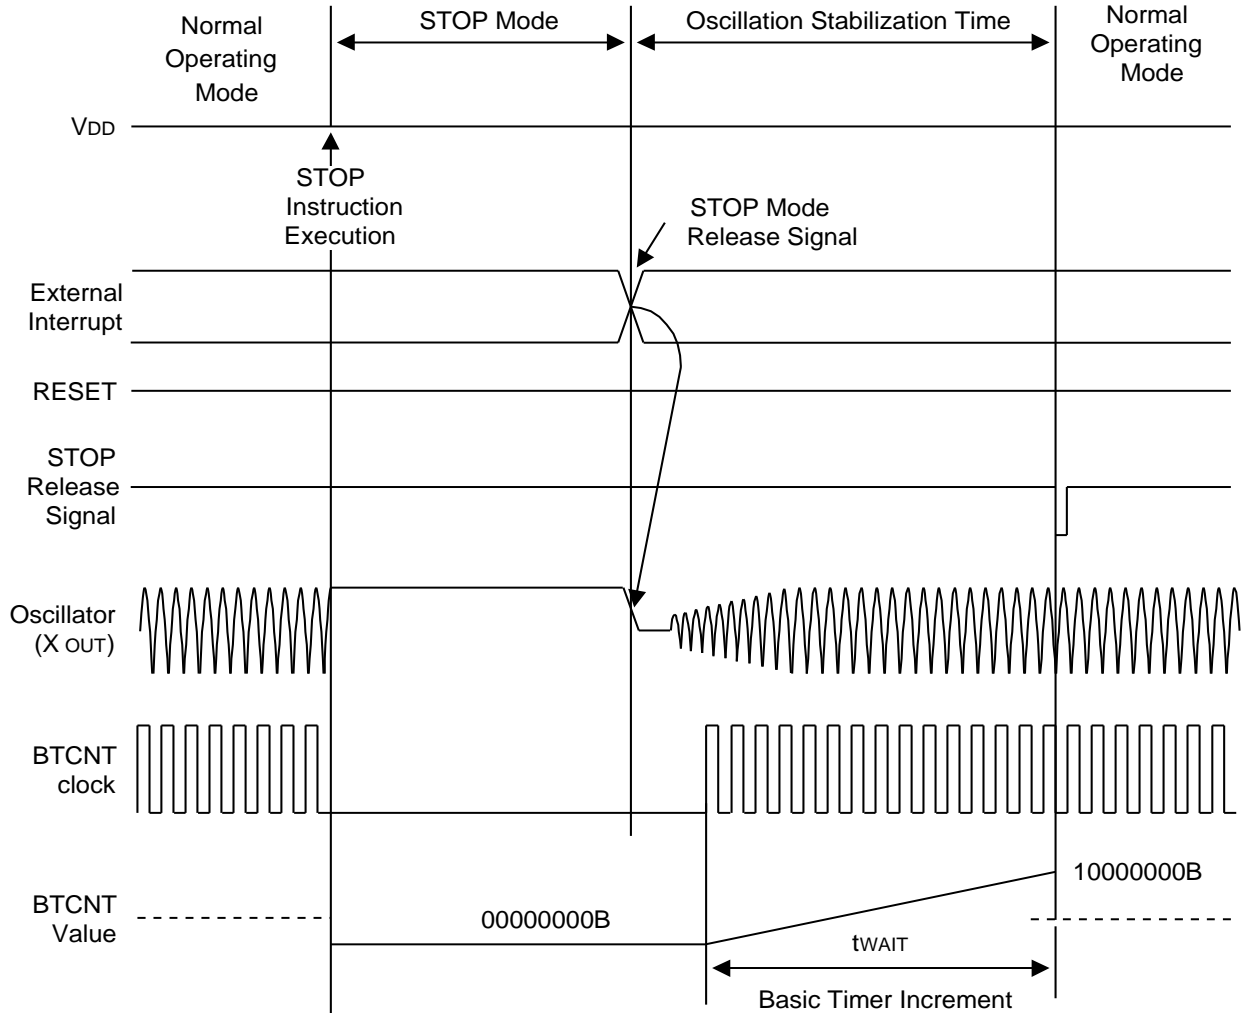 Normal
Operating
Mode
STOP Mode
Oscillation Stabilization Time
Normal
Operating
Mode
VDD
STOP
Instruction
Execution
STOP Mode
Release Signal
External
Interrupt
RESET
STOP
Release
Signal
Oscillator
(X OUT)
BTCNT
clock
BTCNT
Value
00000000B
10000000B
tWAIT
Basic Timer Increment